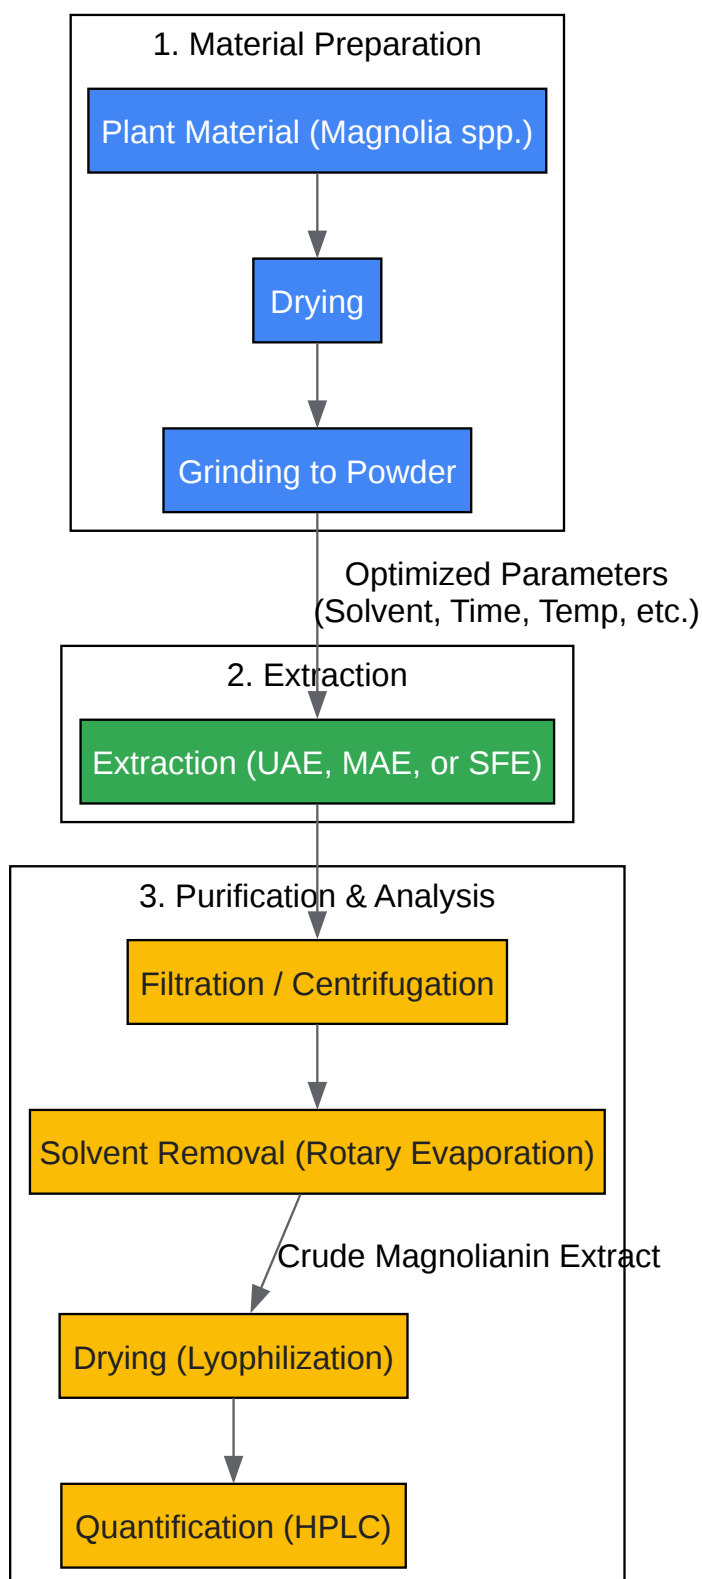 1. Material Preparation
Plant Material (Magnolia spp.)
Drying
Grinding to Powder
Optimized Parameters
(Solvent, Time, Temp, etc.)
2. Extraction
Extraction (UAE, MAE, or SFE)
3. Purification & Analysis
Filtration / Centrifugation
Solvent Removal (Rotary Evaporation)
Crude Magnolianin Extract
Drying (Lyophilization)
Quantification (HPLC)